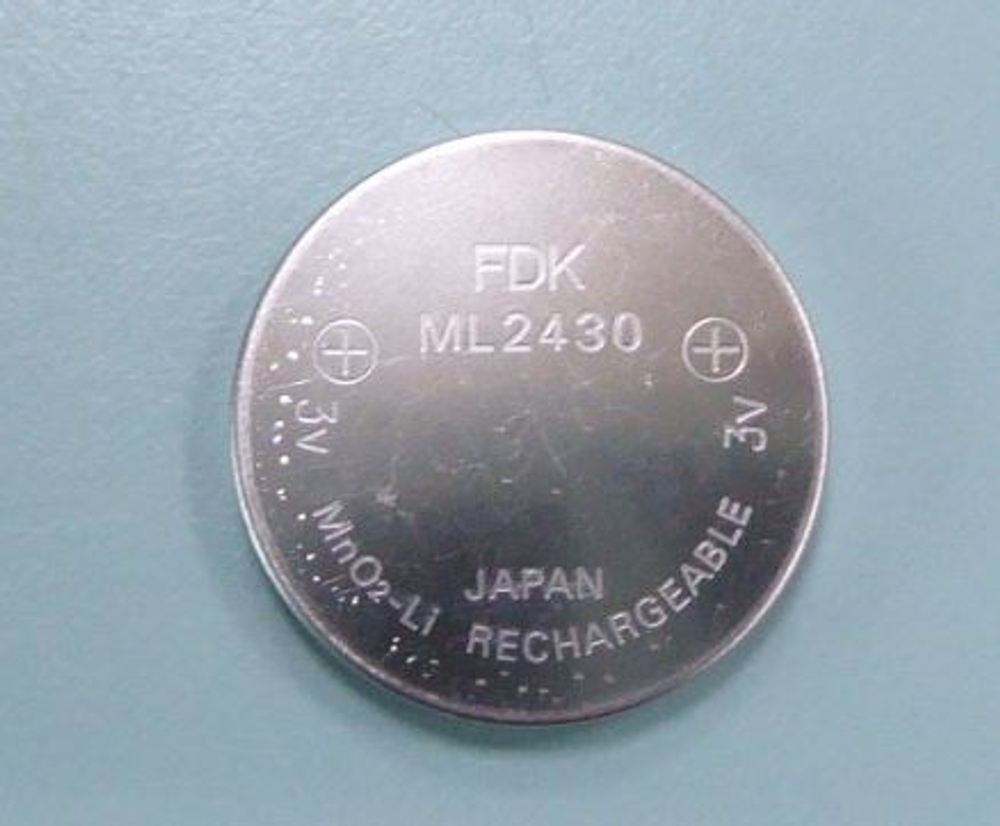 FDK
ML2430
3V
3V
JAPAN
MnO2-Li RECHARGEABLE